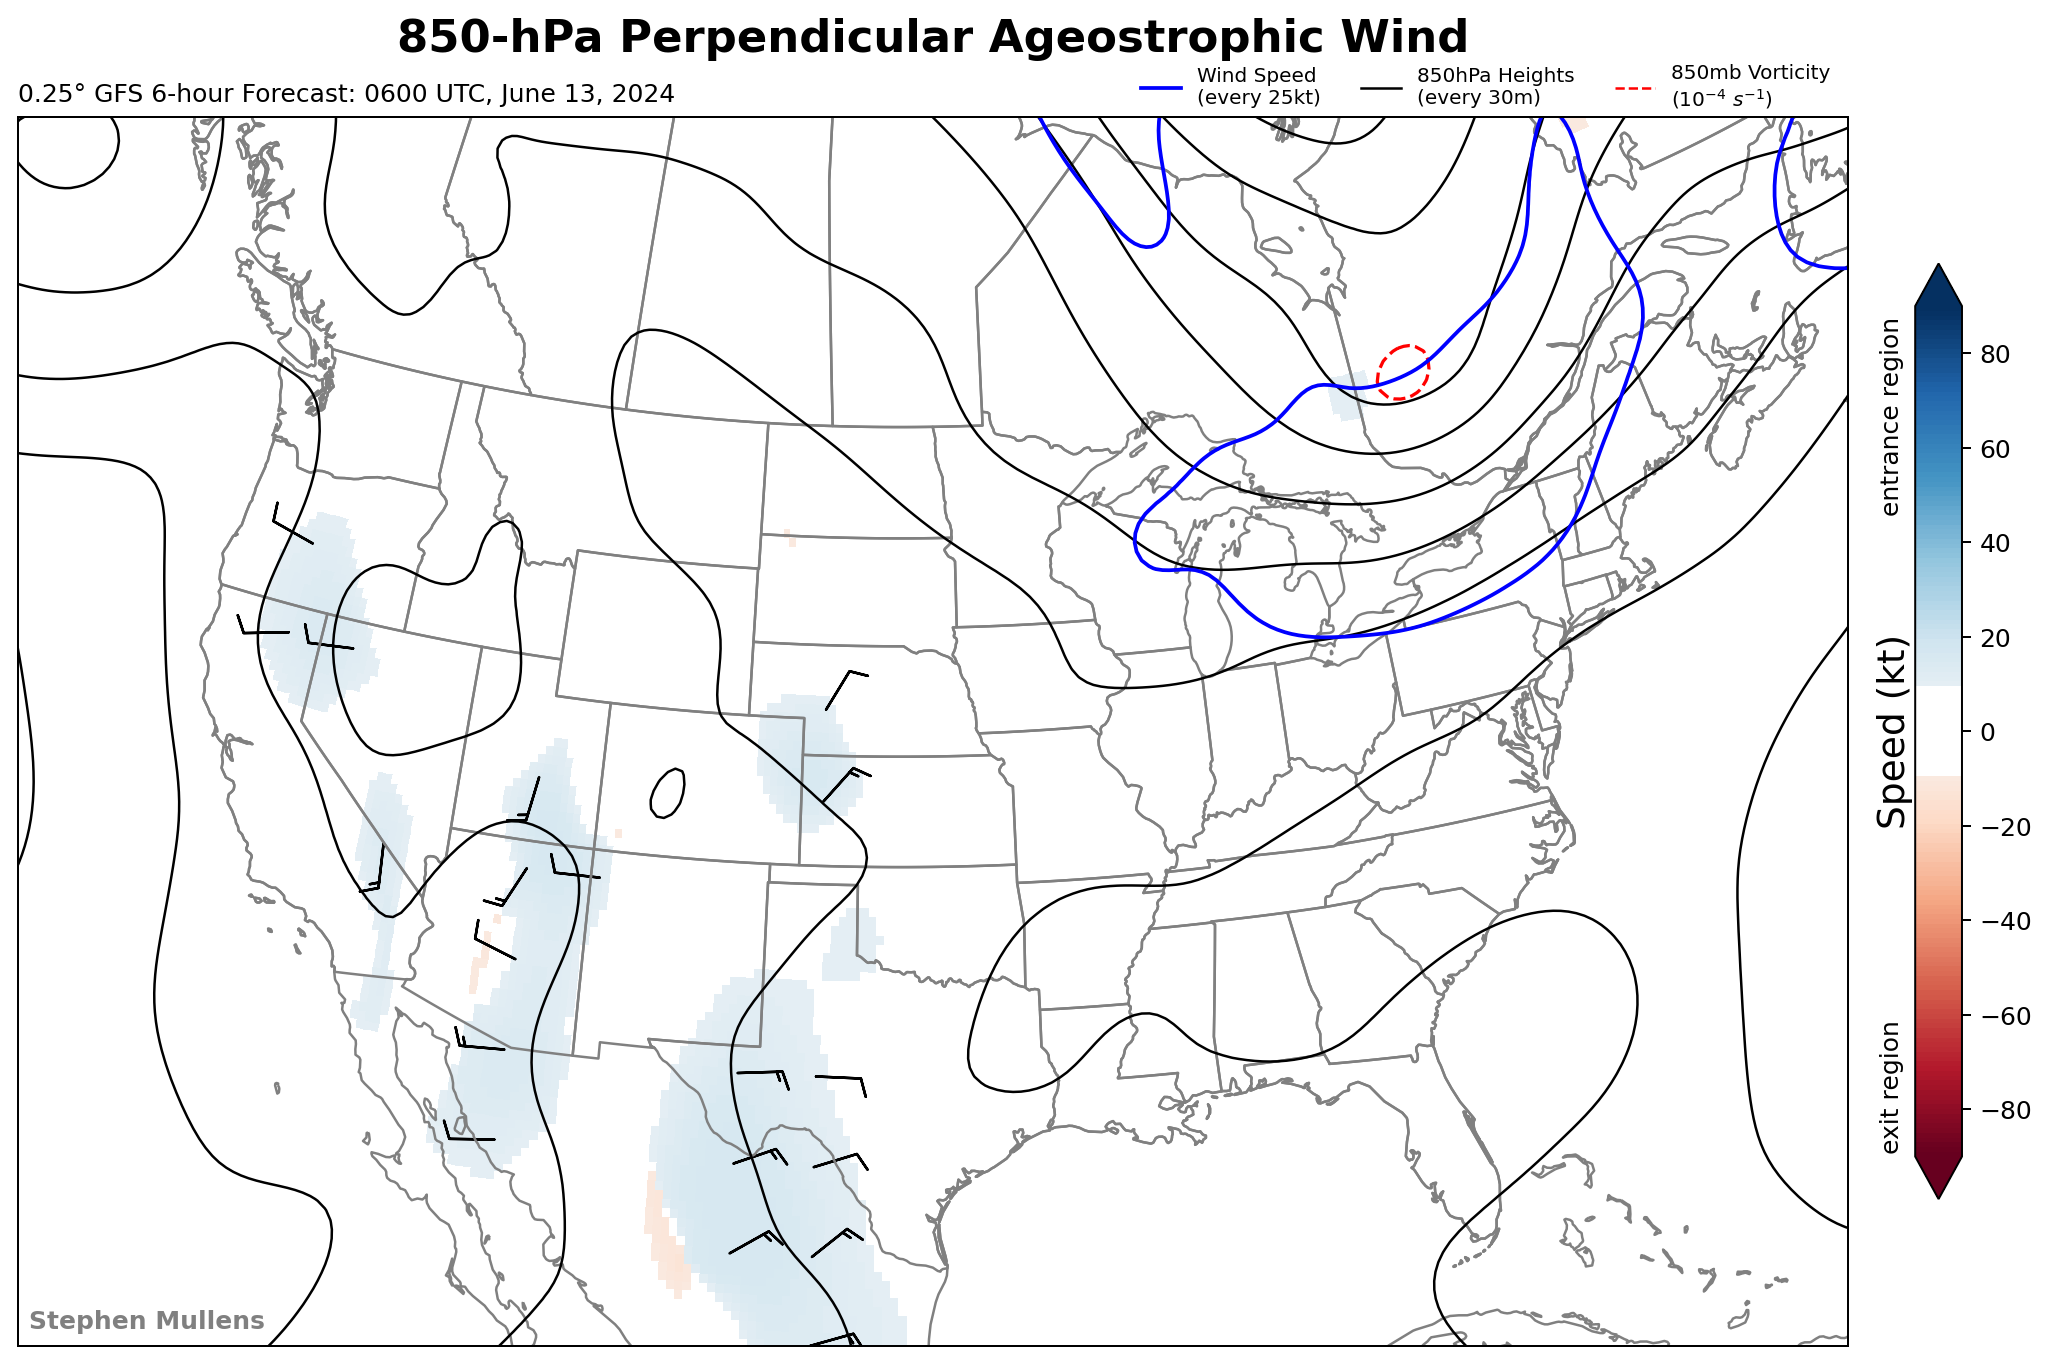 850-hPa Perpendicular Ageostrophic Wind
0.25° GFS 6-hour Forecast: 0600 UTC, June 13, 2024
Wind Speed
(every 25kt)
850hPa Heights
(every 30m)
850mb Vorticity
(10⁻⁴ s⁻¹)
entrance region
Speed (kt)
exit region
80
60
40
20
0
−20
−40
−60
−80
Stephen Mullens